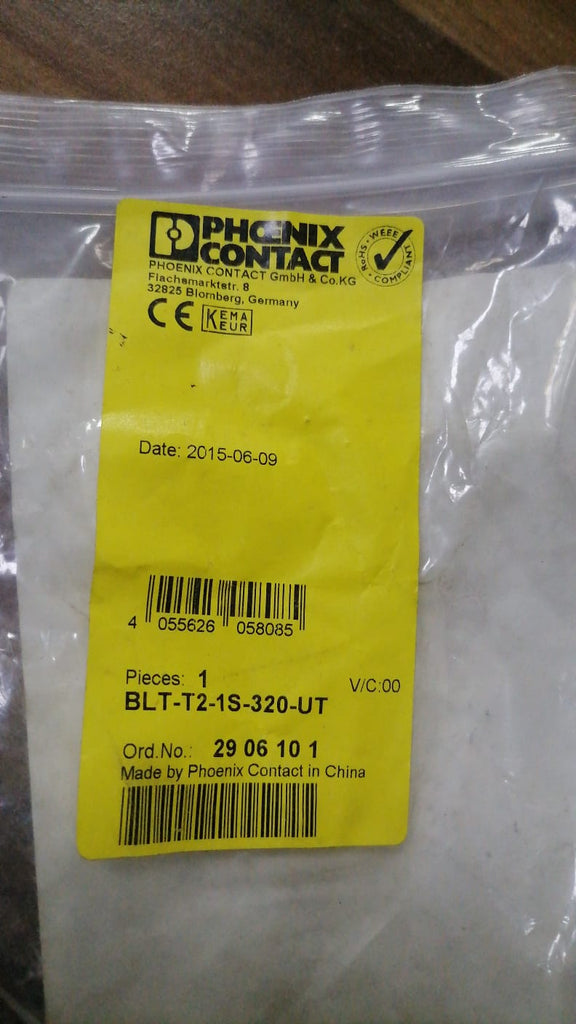 PHOENIX
CONTACT
RoHS • WEEE • COMPLIANT
PHOENIX CONTACT GmbH & Co.KG
Flachsmarktstr. 8
32825 Blomberg, Germany
CE KEMA
KEUR
Date: 2015-06-09
4 055626 058085
Pieces: 1
V/C:00
BLT-T2-1S-320-UT
Ord.No.: 29 06 10 1
Made by Phoenix Contact in China